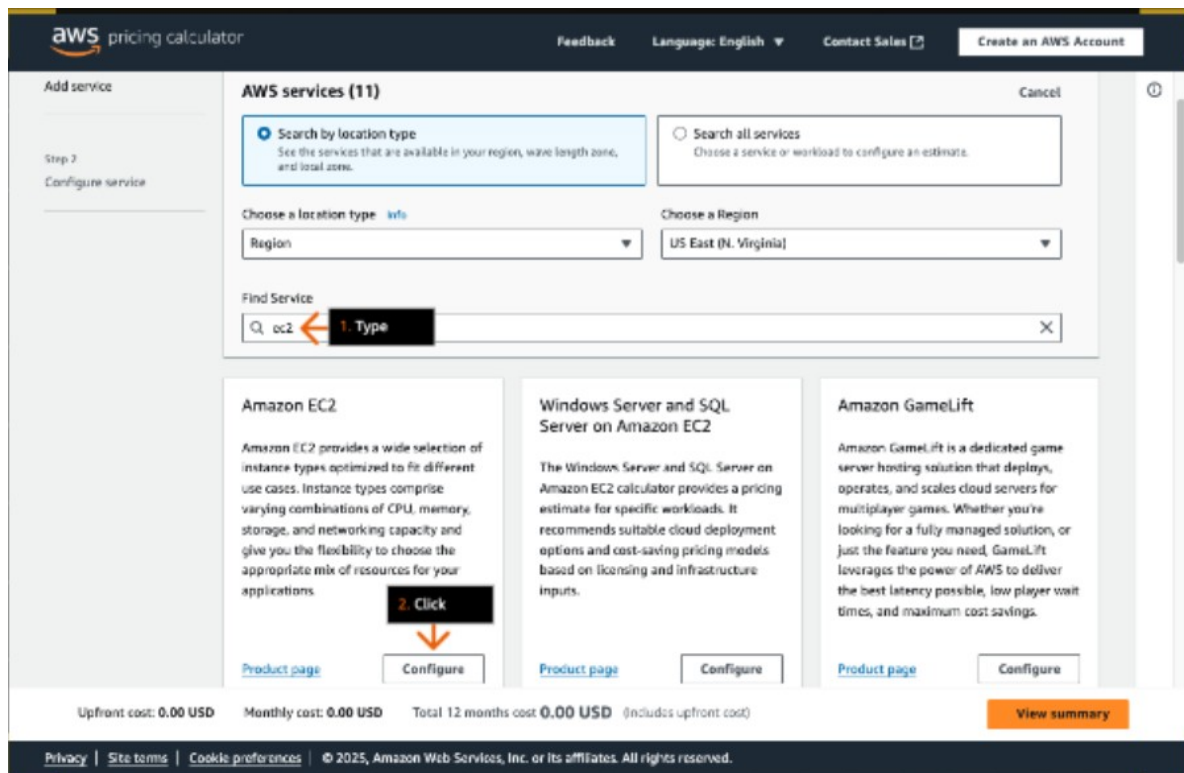 aws pricing calculator
Feedback
Language: English
Contact Sales
Create an AWS Account
Add service
Step 2
Configure service
AWS services (11)
Cancel
Search by location type
See the services that are available in your region, wave length zone,
and local zone.
Search all services
Choose a service or workload to configure an estimate.
Choose a location type Info
Region
Choose a Region
US East (N. Virginia)
Find Service
ec2
1. Type
Amazon EC2
Amazon EC2 provides a wide selection of
instance types optimized to fit different
use cases. Instance types comprise
varying combinations of CPU, memory,
storage, and networking capacity and
give you the flexibility to choose the
appropriate mix of resources for your
applications.
2. Click
Product page
Configure
Windows Server and SQL
Server on Amazon EC2
The Windows Server and SQL Server on
Amazon EC2 calculator provides a pricing
estimate for specific workloads. It
recommends suitable cloud deployment
options and cost-saving pricing models
based on licensing and infrastructure
inputs.
Product page
Configure
Amazon GameLift
Amazon GameLift is a dedicated game
server hosting solution that deploys,
operates, and scales cloud servers for
multiplayer games. Whether you're
looking for a fully managed solution, or
just the feature you need, GameLift
leverages the power of AWS to deliver
the best latency possible, low player wait
times, and maximum cost savings.
Product page
Configure
Upfront cost: 0.00 USD
Monthly cost: 0.00 USD
Total 12 months cost 0.00 USD (Includes upfront cost)
View summary
Privacy | Site terms | Cookie preferences | © 2025, Amazon Web Services, Inc. or its affiliates. All rights reserved.